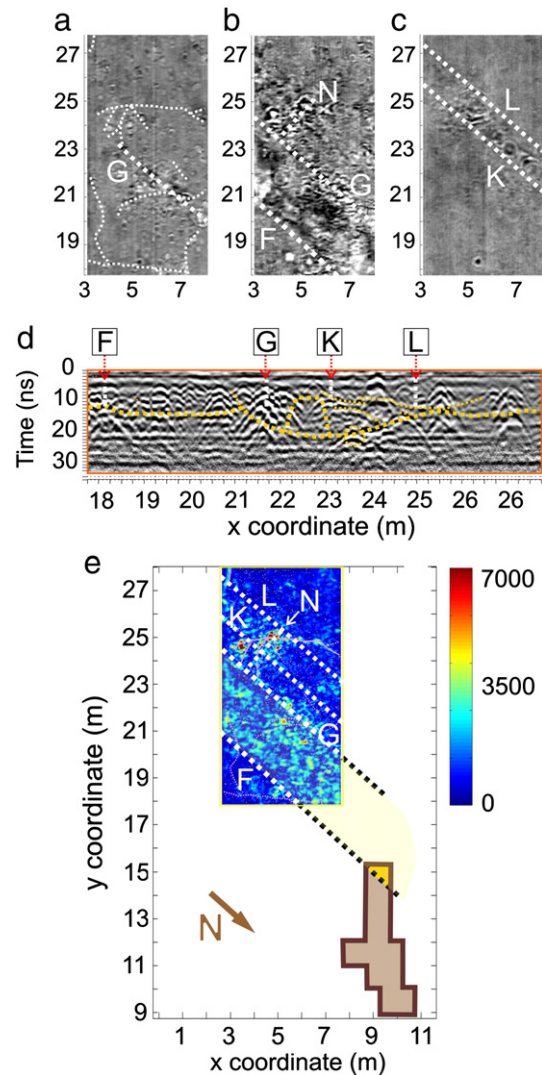 a b c
27 27 27
25 25 25
23 23 23
21 21 21
19 19 19
G N G F L K
3 5 7 3 5 7 3 5 7
d F G K L
0
10
20
30
Time (ns)
18 19 20 21 22 23 24 25 26 26
x coordinate (m)
e
27
25
23
21
19
17
15
13
11
9
y coordinate (m)
L
N
K
G
F
N
7000
3500
0
1 3 5 7 9 11
x coordinate (m)